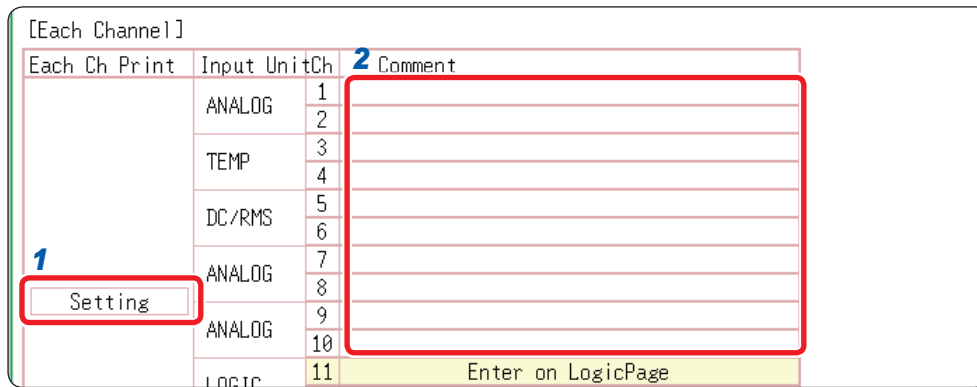 [Each Channel]
Each Ch Print Input Unit Ch 2 Comment
ANALOG 1
2
TEMP 3
4
DC/RMS 5
6
1 ANALOG 7
8
Setting
ANALOG 9
10
LOGIC 11 Enter on LogicPage